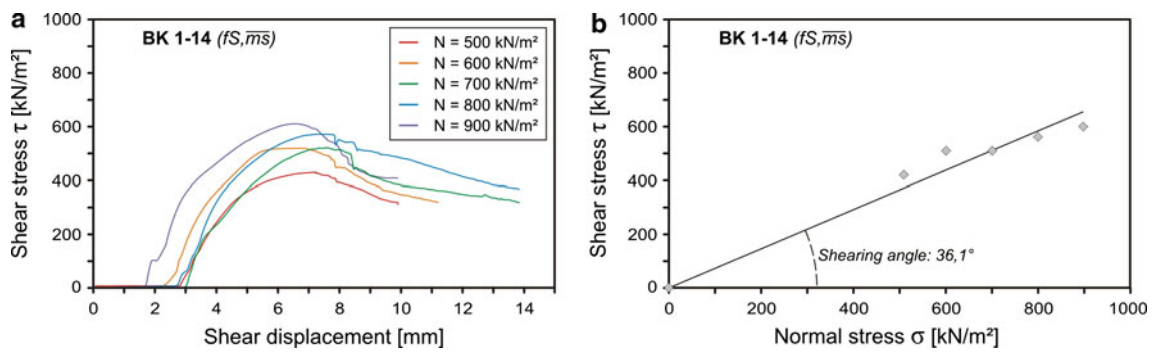 a
BK 1-14 (fS,m̅s̅)
N = 500 kN/m²
N = 600 kN/m²
N = 700 kN/m²
N = 800 kN/m²
N = 900 kN/m²
Shear stress τ [kN/m²]
1000
800
600
400
200
0
0 2 4 6 8 10 12 14
Shear displacement [mm]
b
BK 1-14 (fS,m̅s̅)
Shear stress τ [kN/m²]
1000
800
600
400
200
0
Shearing angle: 36,1°
0 200 400 600 800 1000
Normal stress σ [kN/m²]